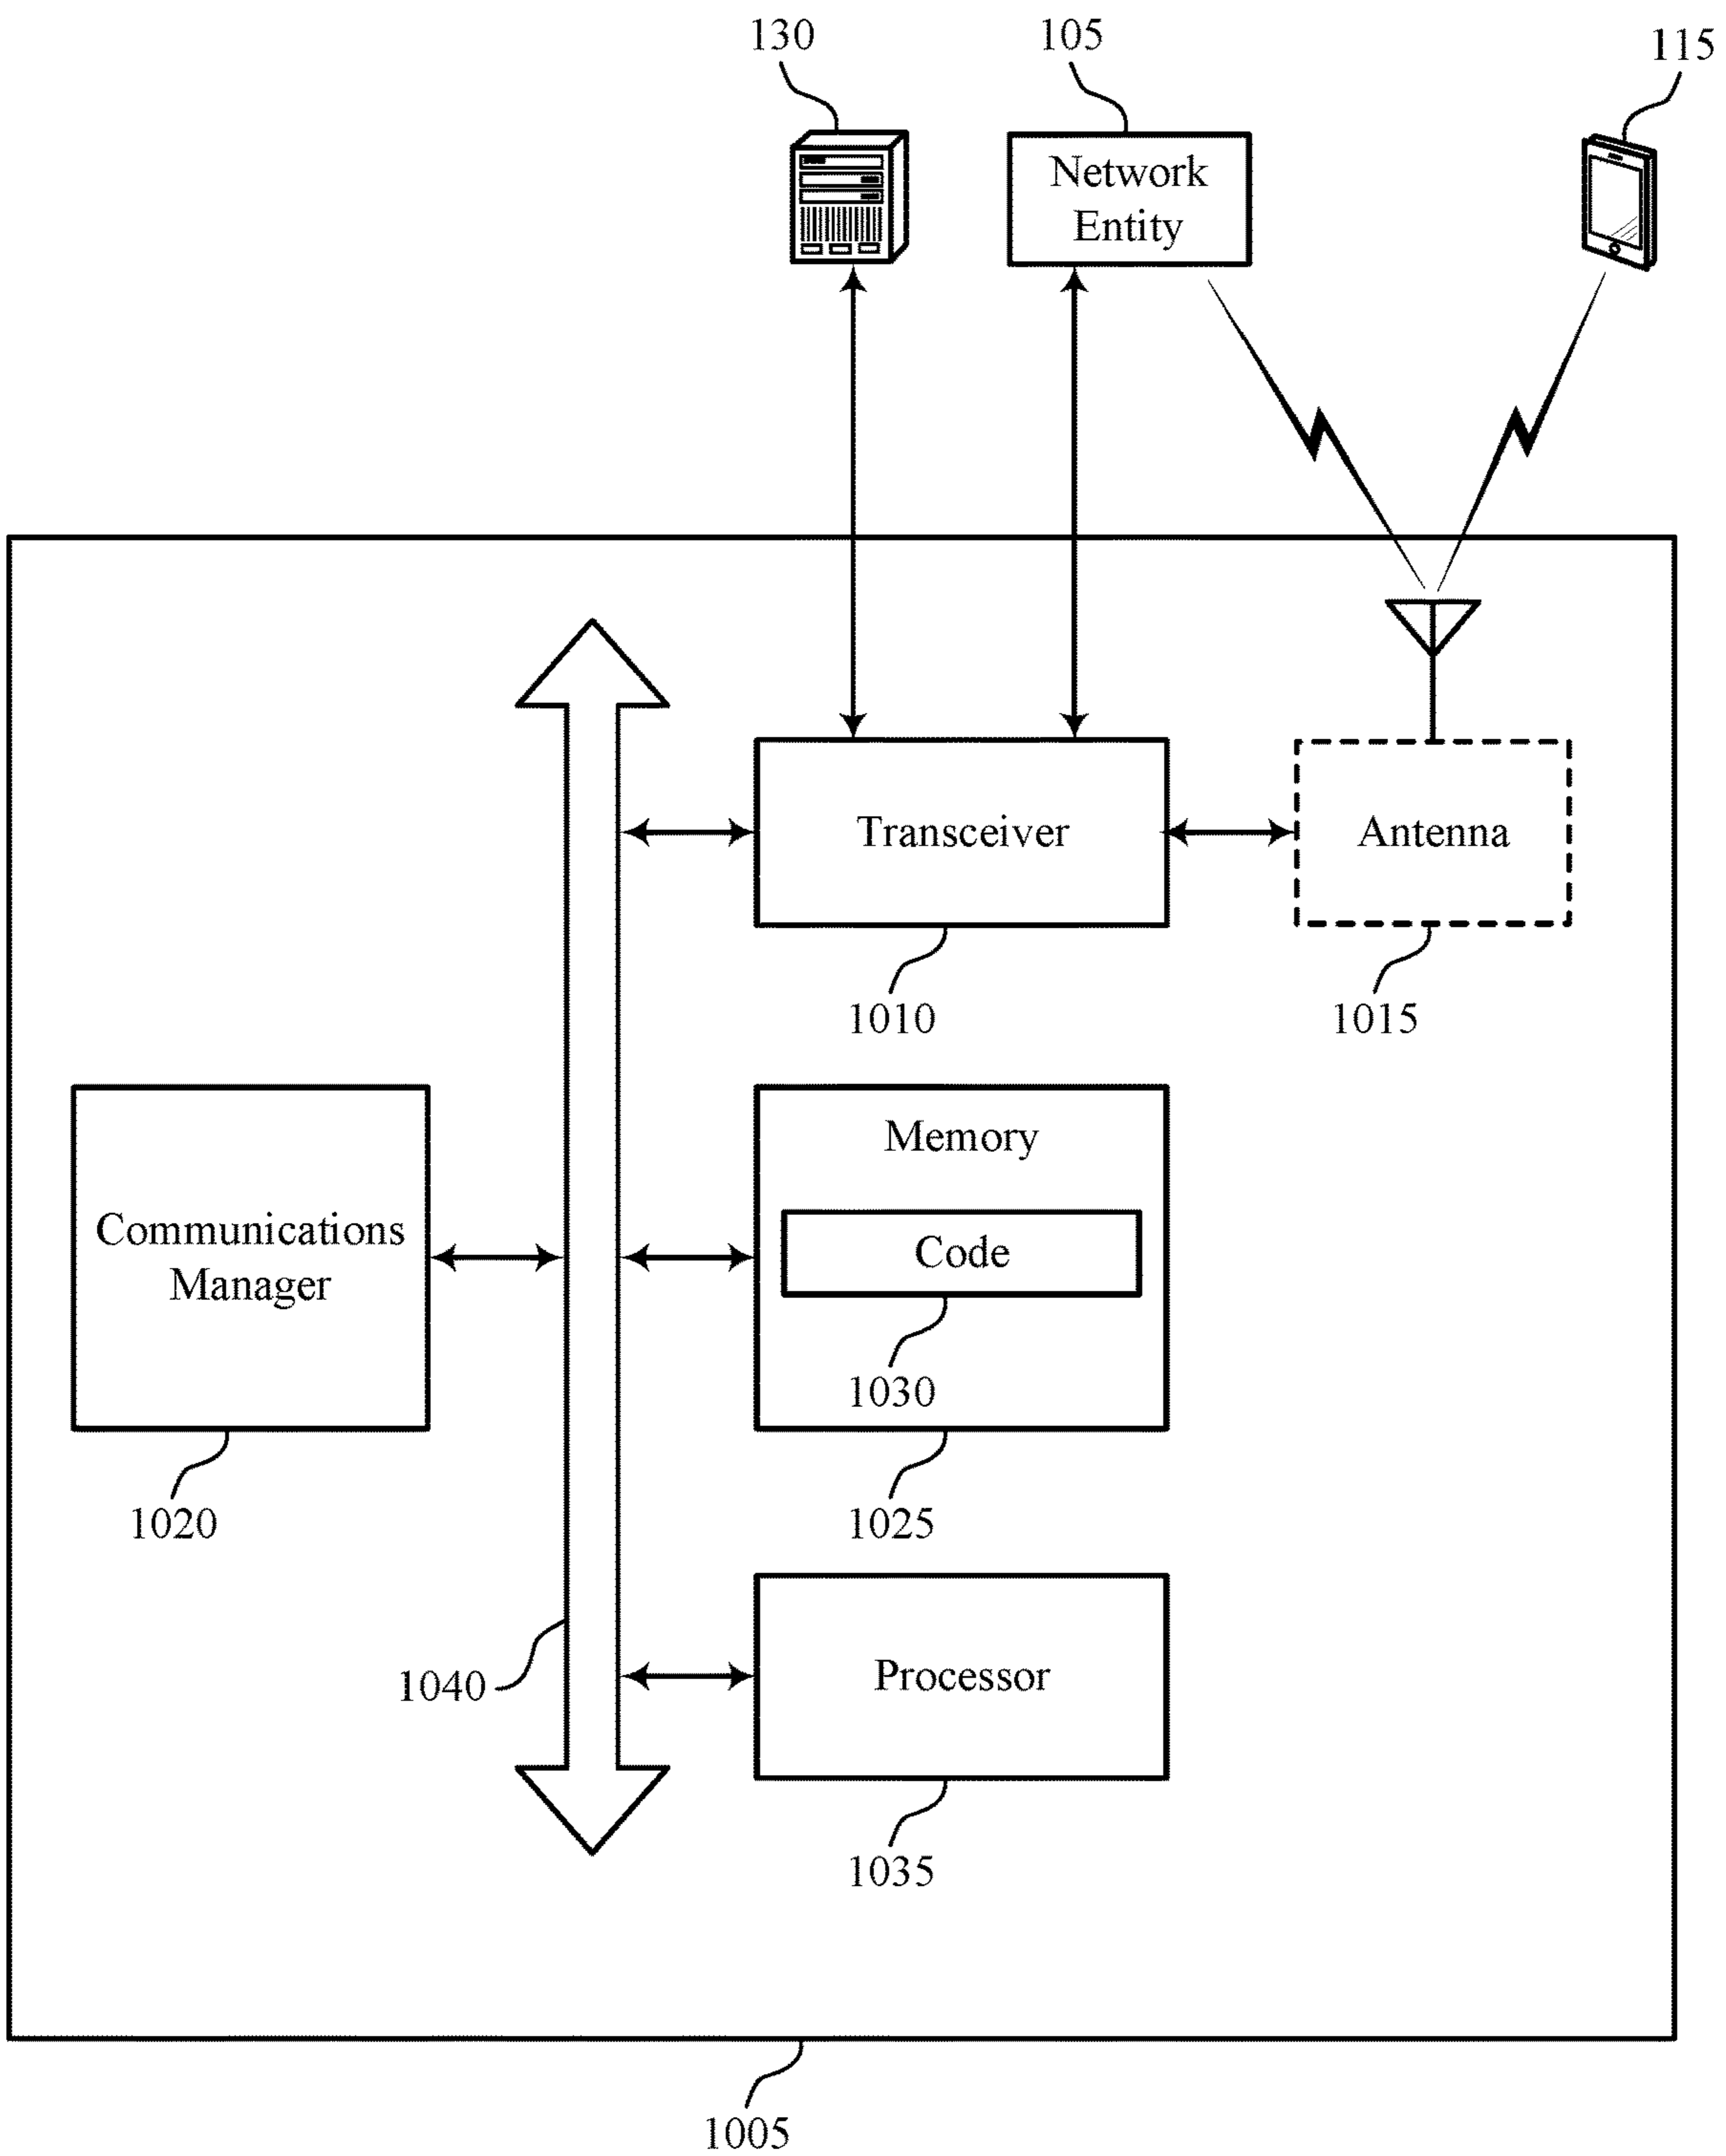 130
105
115
Network
Entity
Transceiver
Antenna
1010
1015
Communications
Manager
Memory
Code
1030
1020
1025
1040
Processor
1035
1005